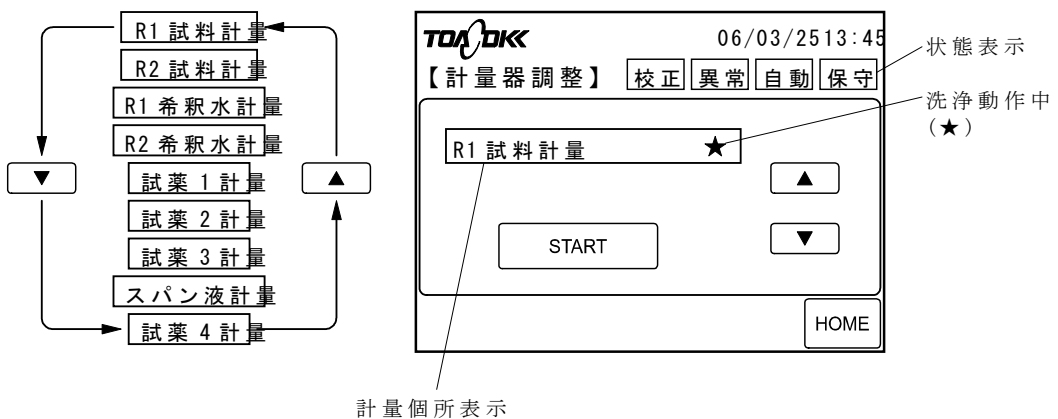 R1 試料計量
R2 試料計量
R1 希釈水計量
R2 希釈水計量
試薬 1 計量
試薬 2 計量
試薬 3 計量
スパン液計量
試薬 4 計量
▼
▲
TOA DKK
06/03/25 13:45
【計量器調整】 校正 異常 自動 保守
R1 試料計量 ★
▲
▼
START
HOME
状態表示
洗浄動作中
(★)
計量個所表示